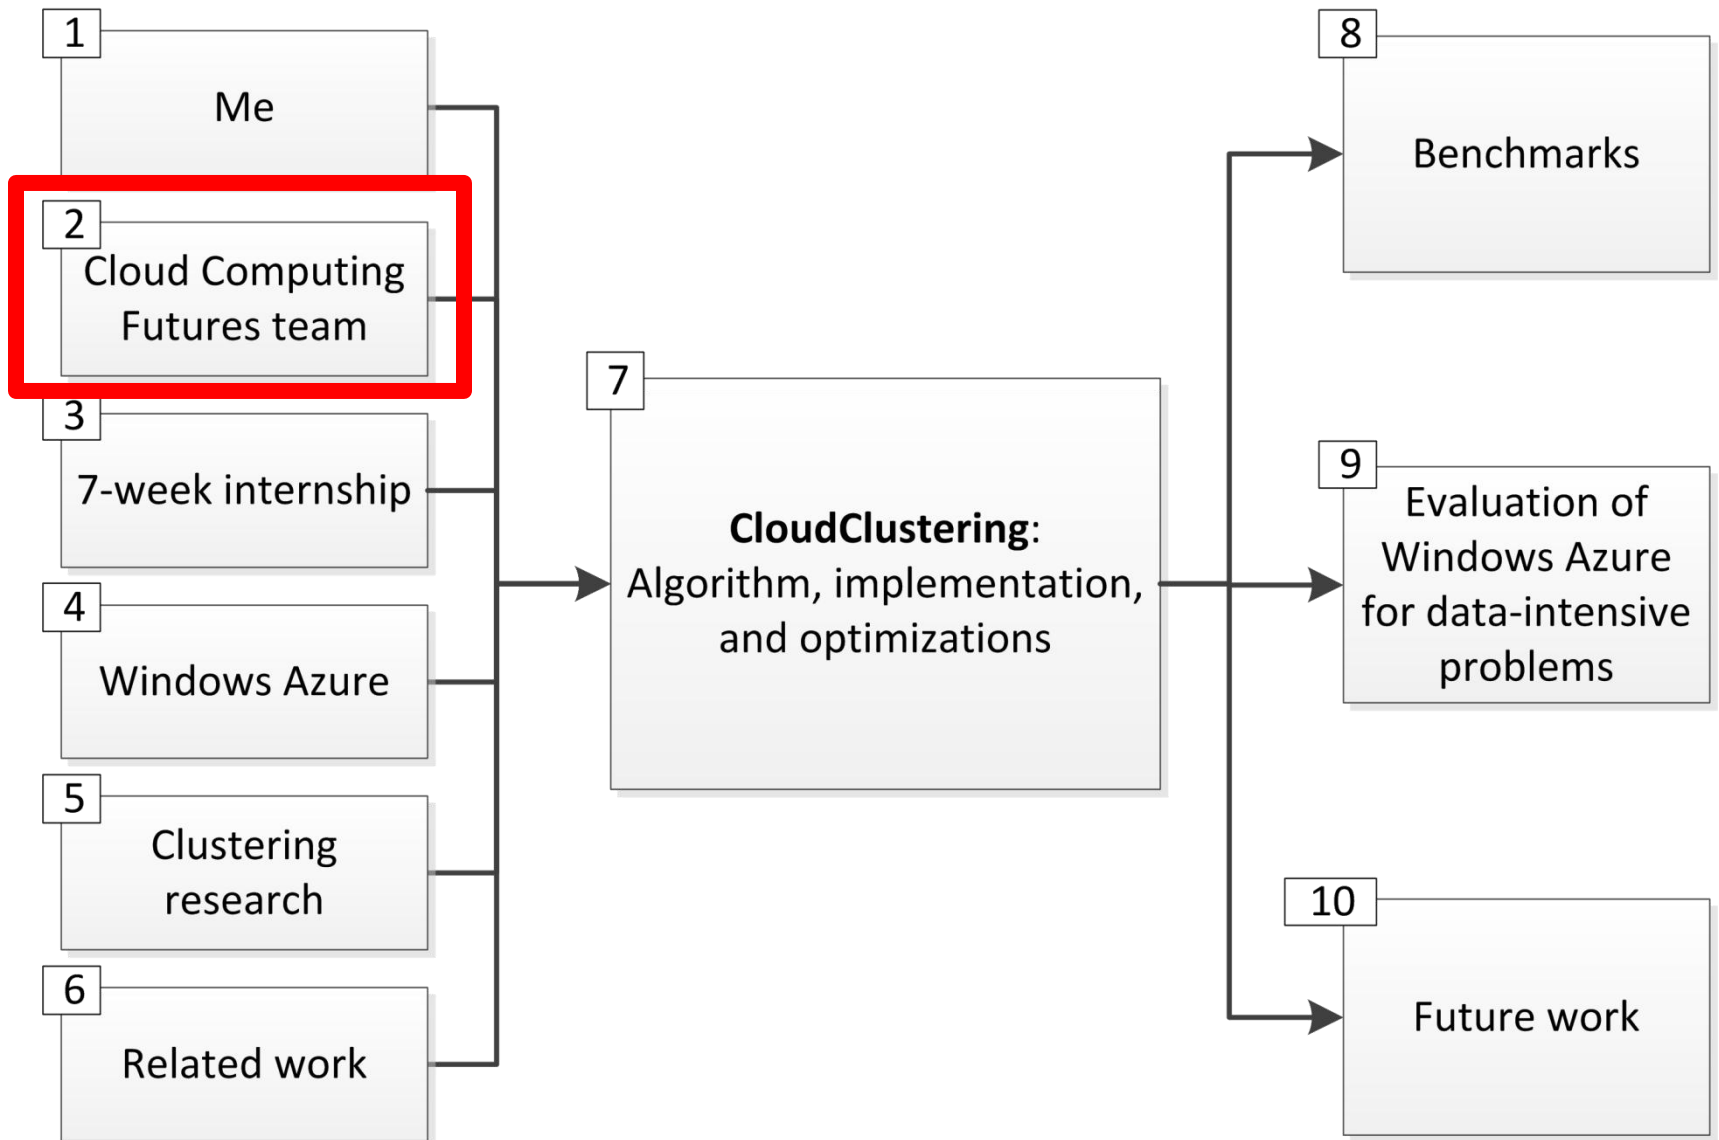 1
Me
2
Cloud Computing
Futures team
3
7-week internship
4
Windows Azure
5
Clustering
research
6
Related work
7
CloudClustering:
Algorithm, implementation,
and optimizations
8
Benchmarks
9
Evaluation of
Windows Azure
for data-intensive
problems
10
Future work